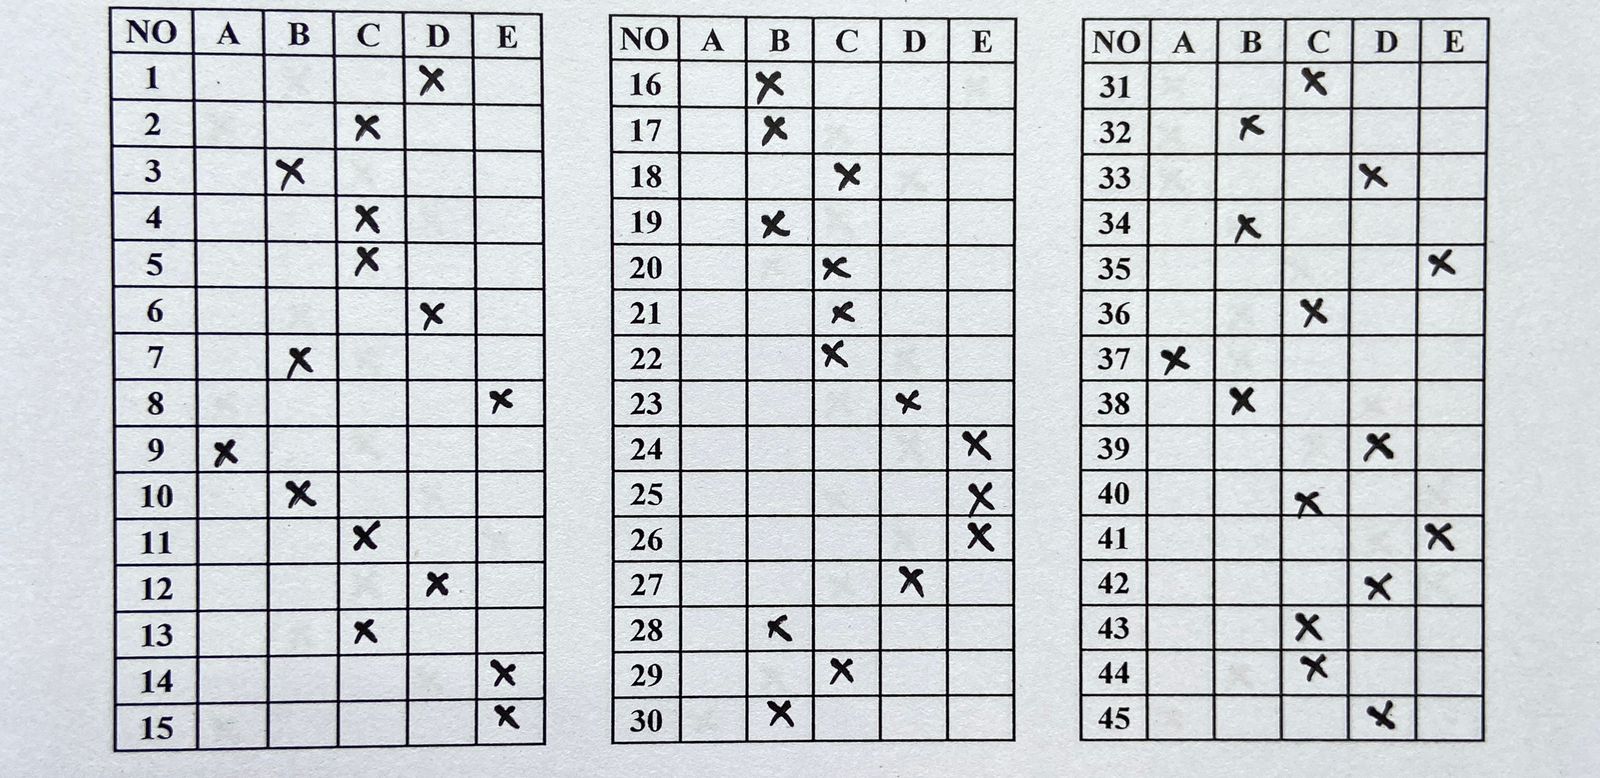 NO A B C D E
1 X
2 X
3 X
4 X
5 X
6 X
7 X
8 X
9 X
10 X
11 X
12 X
13 X
14 X
15 X
NO A B C D E
16 X
17 X
18 X
19 X
20 X
21 X
22 X
23 X
24 X
25 X
26 X
27 X
28 X
29 X
30 X
NO A B C D E
31 X
32 X
33 X
34 X
35 X
36 X
37 X
38 X
39 X
40 X
41 X
42 X
43 X
44 X
45 X